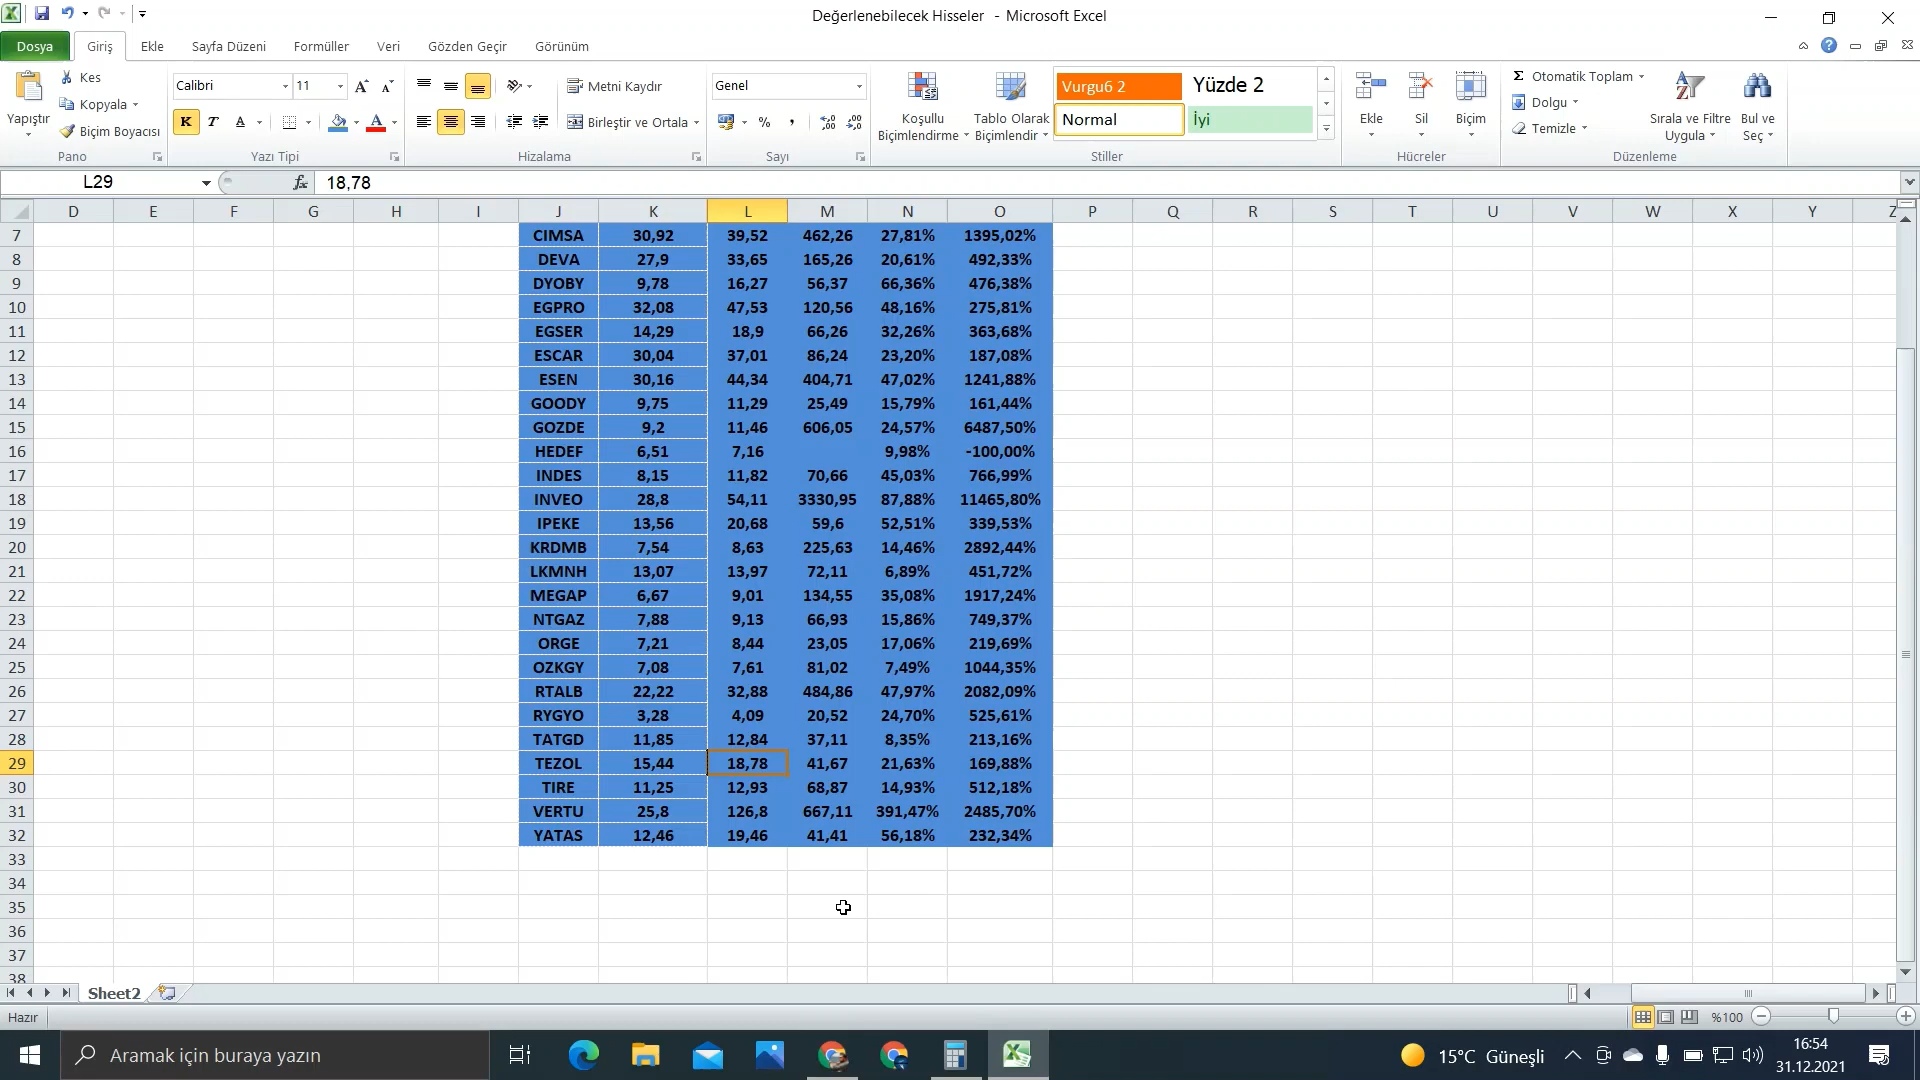 Değerlenebilecek Hisseler - Microsoft Excel
Dosya Giriş Ekle Sayfa Düzeni Formüller Veri Gözden Geçir Görünüm
Yapıştır
Kes
Kopyala
Biçim Boyacısı
Pano
Calibri 11
K T A
Yazı Tipi
Metni Kaydır
Birleştir ve Ortala
Hizalama
Genel
Sayı
Koşullu Biçimlendirme
Tablo Olarak Biçimlendir
Vurgu6 2 Yüzde 2
Normal İyi
Stiller
Ekle Sil Biçim
Hücreler
Otomatik Toplam
Dolgu
Temizle
Sırala ve Filtre Uygula
Bul ve Seç
Düzenleme
L29 fx 18,78
D E F G H I J K L M N O P Q R S T U V W X Y Z
7 CIMSA 30,92 39,52 462,26 27,81% 1395,02%
8 DEVA 27,9 33,65 165,26 20,61% 492,33%
9 DYOBY 9,78 16,27 56,37 66,36% 476,38%
10 EGPRO 32,08 47,53 120,56 48,16% 275,81%
11 EGSER 14,29 18,9 66,26 32,26% 363,68%
12 ESCAR 30,04 37,01 86,24 23,20% 187,08%
13 ESEN 30,16 44,34 404,71 47,02% 1241,88%
14 GOODY 9,75 11,29 25,49 15,79% 161,44%
15 GOZDE 9,2 11,46 606,05 24,57% 6487,50%
16 HEDEF 6,51 7,16 9,98% -100,00%
17 INDES 8,15 11,82 70,66 45,03% 766,99%
18 INVEO 28,8 54,11 3330,95 87,88% 11465,80%
19 IPEKE 13,56 20,68 59,6 52,51% 339,53%
20 KRDMB 7,54 8,63 225,63 14,46% 2892,44%
21 LKMNH 13,07 13,97 72,11 6,89% 451,72%
22 MEGAP 6,67 9,01 134,55 35,08% 1917,24%
23 NTGAZ 7,88 9,13 66,93 15,86% 749,37%
24 ORGE 7,21 8,44 23,05 17,06% 219,69%
25 OZKGY 7,08 7,61 81,02 7,49% 1044,35%
26 RTALB 22,22 32,88 484,86 47,97% 2082,09%
27 RYGYO 3,28 4,09 20,52 24,70% 525,61%
28 TATGD 11,85 12,84 37,11 8,35% 213,16%
29 TEZOL 15,44 18,78 41,67 21,63% 169,88%
30 TIRE 11,25 12,93 68,87 14,93% 512,18%
31 VERTU 25,8 126,8 667,11 391,47% 2485,70%
32 YATAS 12,46 19,46 41,41 56,18% 232,34%
33
34
35
36
37
38
Sheet2
Hazır %100
Aramak için buraya yazın
15°C Güneşli
16:54
31.12.2021